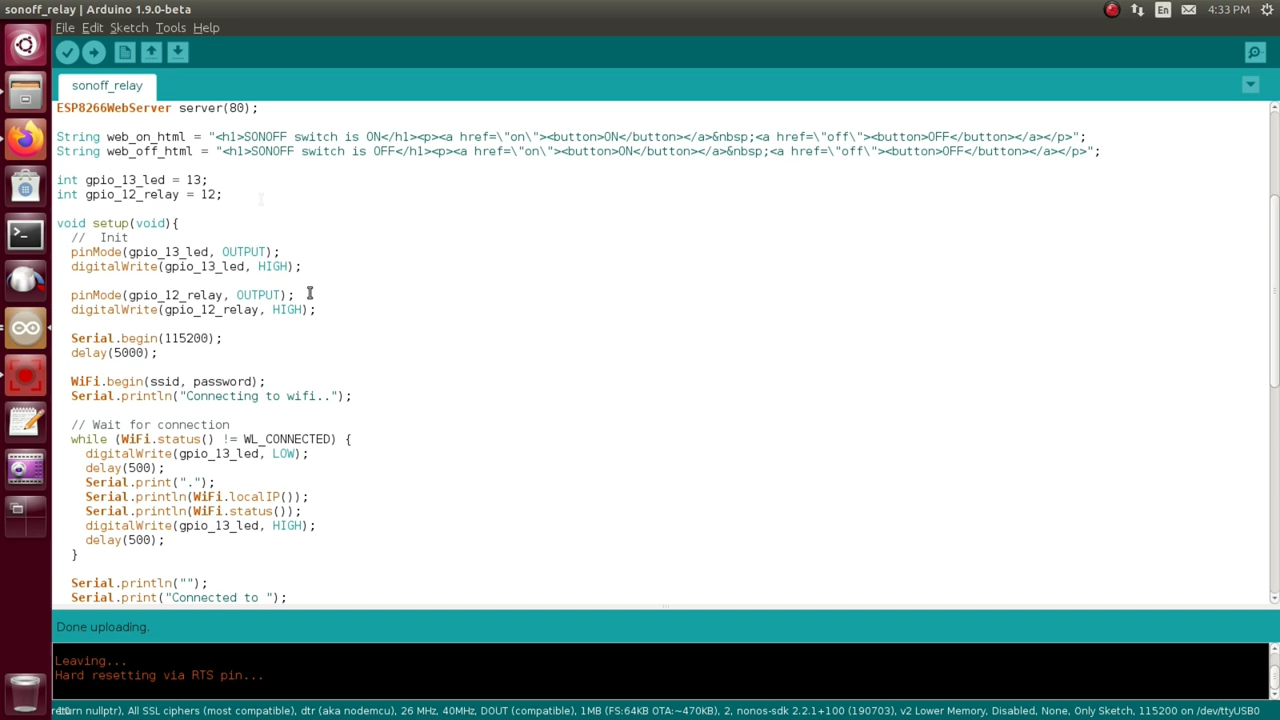 sonoff_relay | Arduino 1.9.0-beta
En
4:33 PM
File Edit Sketch Tools Help
sonoff_relay
ESP8266WebServer server(80);
String web_on_html = "<h1>SONOFF switch is ON</h1><p><a href=\"on\"><button>ON</button></a>&nbsp;<a href=\"off\"><button>OFF</button></a></p>";
String web_off_html = "<h1>SONOFF switch is OFF</h1><p><a href=\"on\"><button>ON</button></a>&nbsp;<a href=\"off\"><button>OFF</button></a></p>";
int gpio_13_led = 13;
int gpio_12_relay = 12;
void setup(void){
//  Init
pinMode(gpio_13_led, OUTPUT);
digitalWrite(gpio_13_led, HIGH);
pinMode(gpio_12_relay, OUTPUT);
digitalWrite(gpio_12_relay, HIGH);
Serial.begin(115200);
delay(5000);
WiFi.begin(ssid, password);
Serial.println("Connecting to wifi..");
// Wait for connection
while (WiFi.status() != WL_CONNECTED) {
digitalWrite(gpio_13_led, LOW);
delay(500);
Serial.print(".");
Serial.println(WiFi.localIP());
Serial.println(WiFi.status());
digitalWrite(gpio_13_led, HIGH);
delay(500);
}
Serial.println("");
Serial.print("Connected to ");
Done uploading.
Leaving...
Hard resetting via RTS pin...
return nullptr), All SSL ciphers (most compatible), dtr (aka nodemcu), 26 MHz, 40MHz, DOUT (compatible), 1MB (FS:64KB OTA:~470KB), 2, nonos-sdk 2.2.1+100 (190703), v2 Lower Memory, Disabled, None, Only Sketch, 115200 on /dev/ttyUSB0